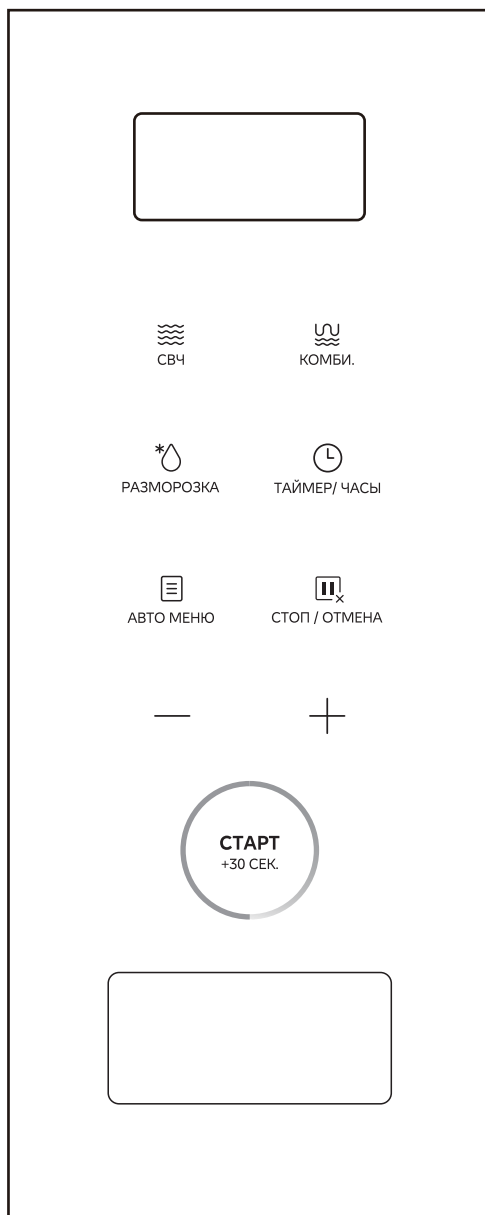 СВЧ
КОМБИ.
РАЗМОРОЗКА
ТАЙМЕР/ ЧАСЫ
АВТО МЕНЮ
СТОП / ОТМЕНА
СТАРТ
+30 СЕК.